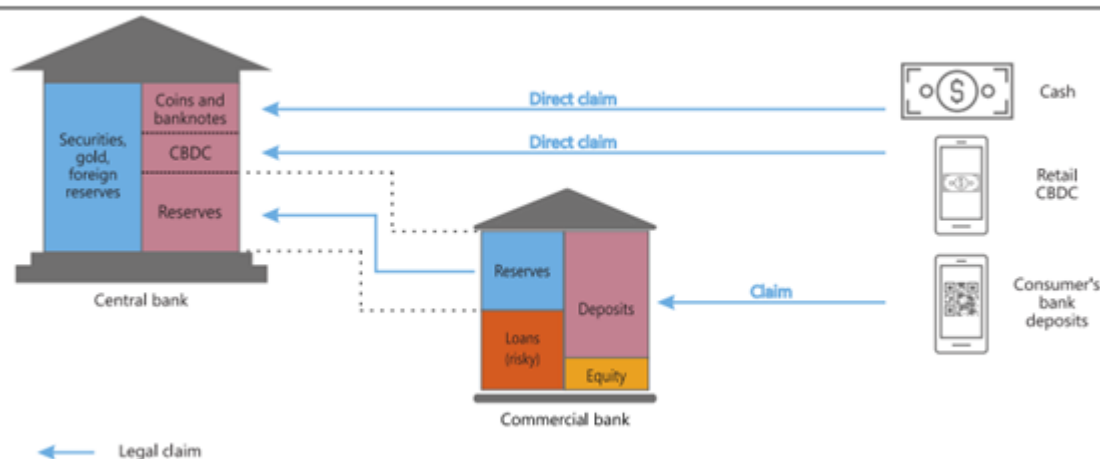 Coins and
banknotes
Direct claim
Cash
Securities,
gold,
foreign
reserves
CBDC
Direct claim
Retail
CBDC
Reserves
Central bank
Reserves
Deposits
Loans
(risky)
Equity
Claim
Consumer's
bank
deposits
Commercial bank
Legal claim